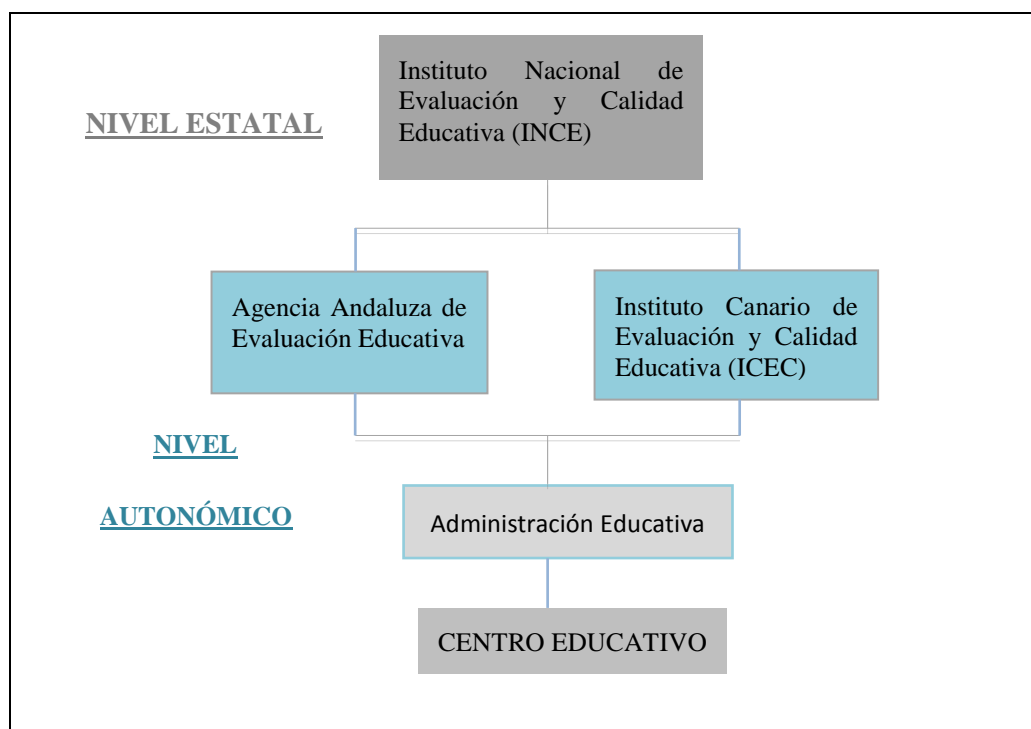 Instituto Nacional de
Evaluación y Calidad
Educativa (INCE)
NIVEL ESTATAL
Agencia Andaluza de
Evaluación Educativa
Instituto Canario de
Evaluación y Calidad
Educativa (ICEC)
NIVEL
AUTONÓMICO
Administración Educativa
CENTRO EDUCATIVO